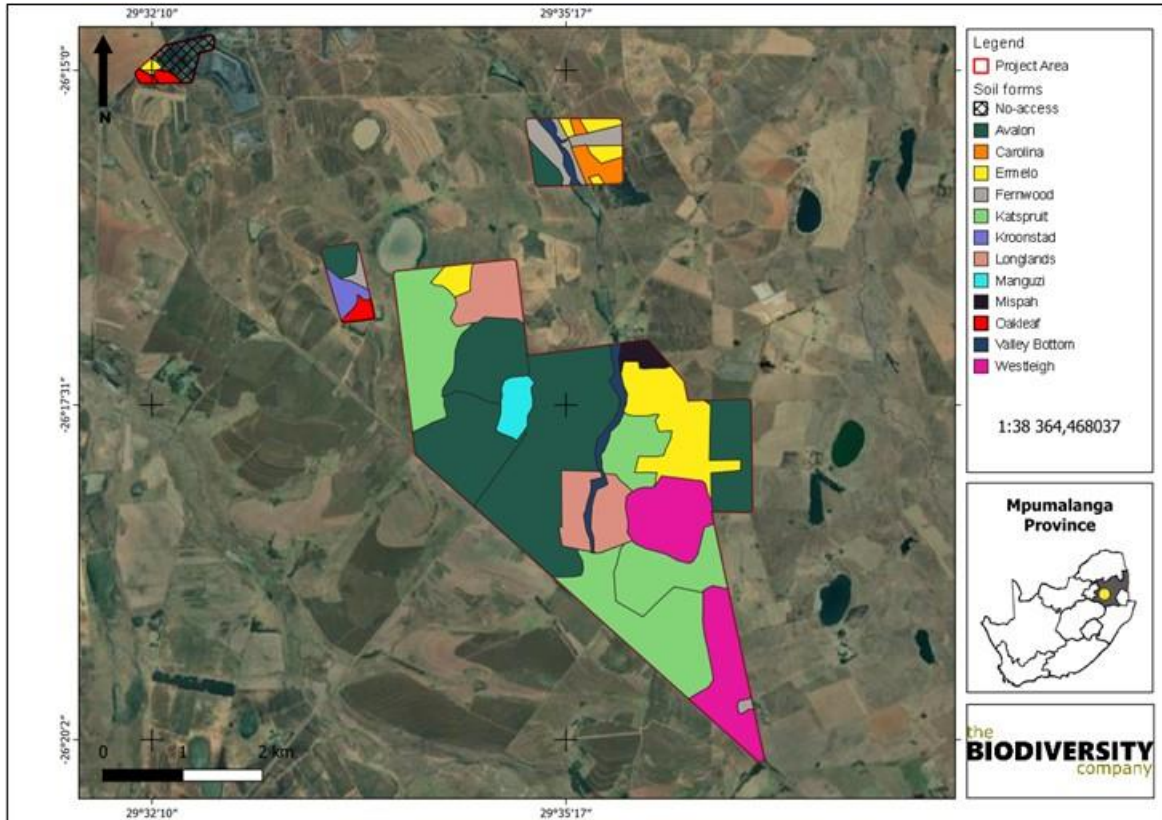 29°32'10"
29°35'17"
-26°15'0"
-26°17'31"
-26°20'2"
N
0 1 2 km
29°32'10"
29°35'17"
Legend
Project Area
Soil forms
No-access
Avalon
Carolina
Ermelo
Fernwood
Katspruit
Kroonstad
Longlands
Manguzi
Mispah
Oakleaf
Valley Bottom
Westleigh
1:38 364,468037
Mpumalanga
Province
the
BIODIVERSITY
company